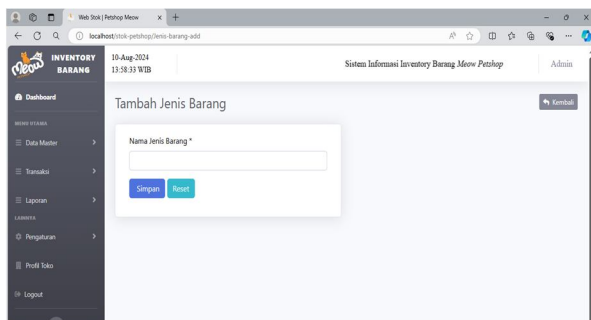 Web Stok | Petshop Meow
localhost/stok-petshop/Jenis-barang-add
Meow
INVENTORY
BARANG
10-Aug-2024
13:58:33 WIB
Sistem Informasi Inventory Barang Meow Petshop
Admin
Dashboard
Tambah Jenis Barang
Kembali
MENU UTAMA
Data Master
Nama Jenis Barang *
Transaksi
Simpan
Reset
Laporan
LAINNYA
Pengaturan
Profil Toko
Logout